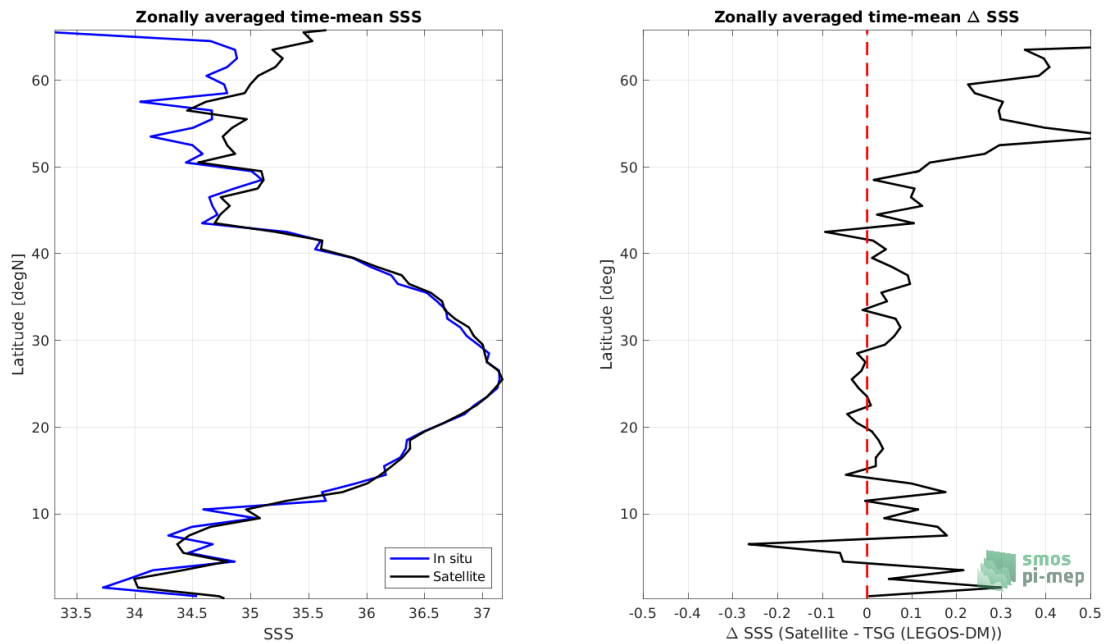 Zonally averaged time-mean SSS
Latitude [degN]
60
50
40
30
20
10
33.5 34 34.5 35 35.5 36 36.5 37
SSS
In situ
Satellite
Zonally averaged time-mean Δ SSS
Latitude [deg]
60
50
40
30
20
10
-0.5 -0.4 -0.3 -0.2 -0.1 0 0.1 0.2 0.3 0.4 0.5
Δ SSS (Satellite - TSG (LEGOS-DM))
smos
pi-mep